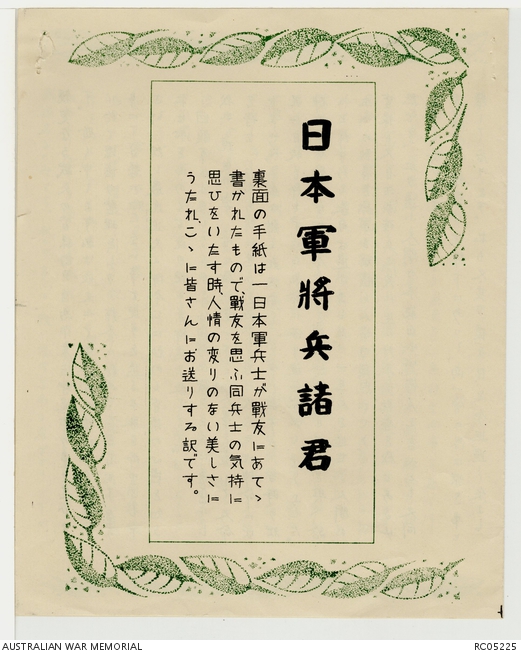 日本軍將兵諸君
裏面の手紙は一日本軍兵士が戰友にあてゝ
書かれたもので、戰友を思ふ同兵士の気持に
思ひをいたす時、人情の変りのない美しさに
うたれ、こゝに皆さんにお送りする訳です。
AUSTRALIAN WAR MEMORIAL
RC05225